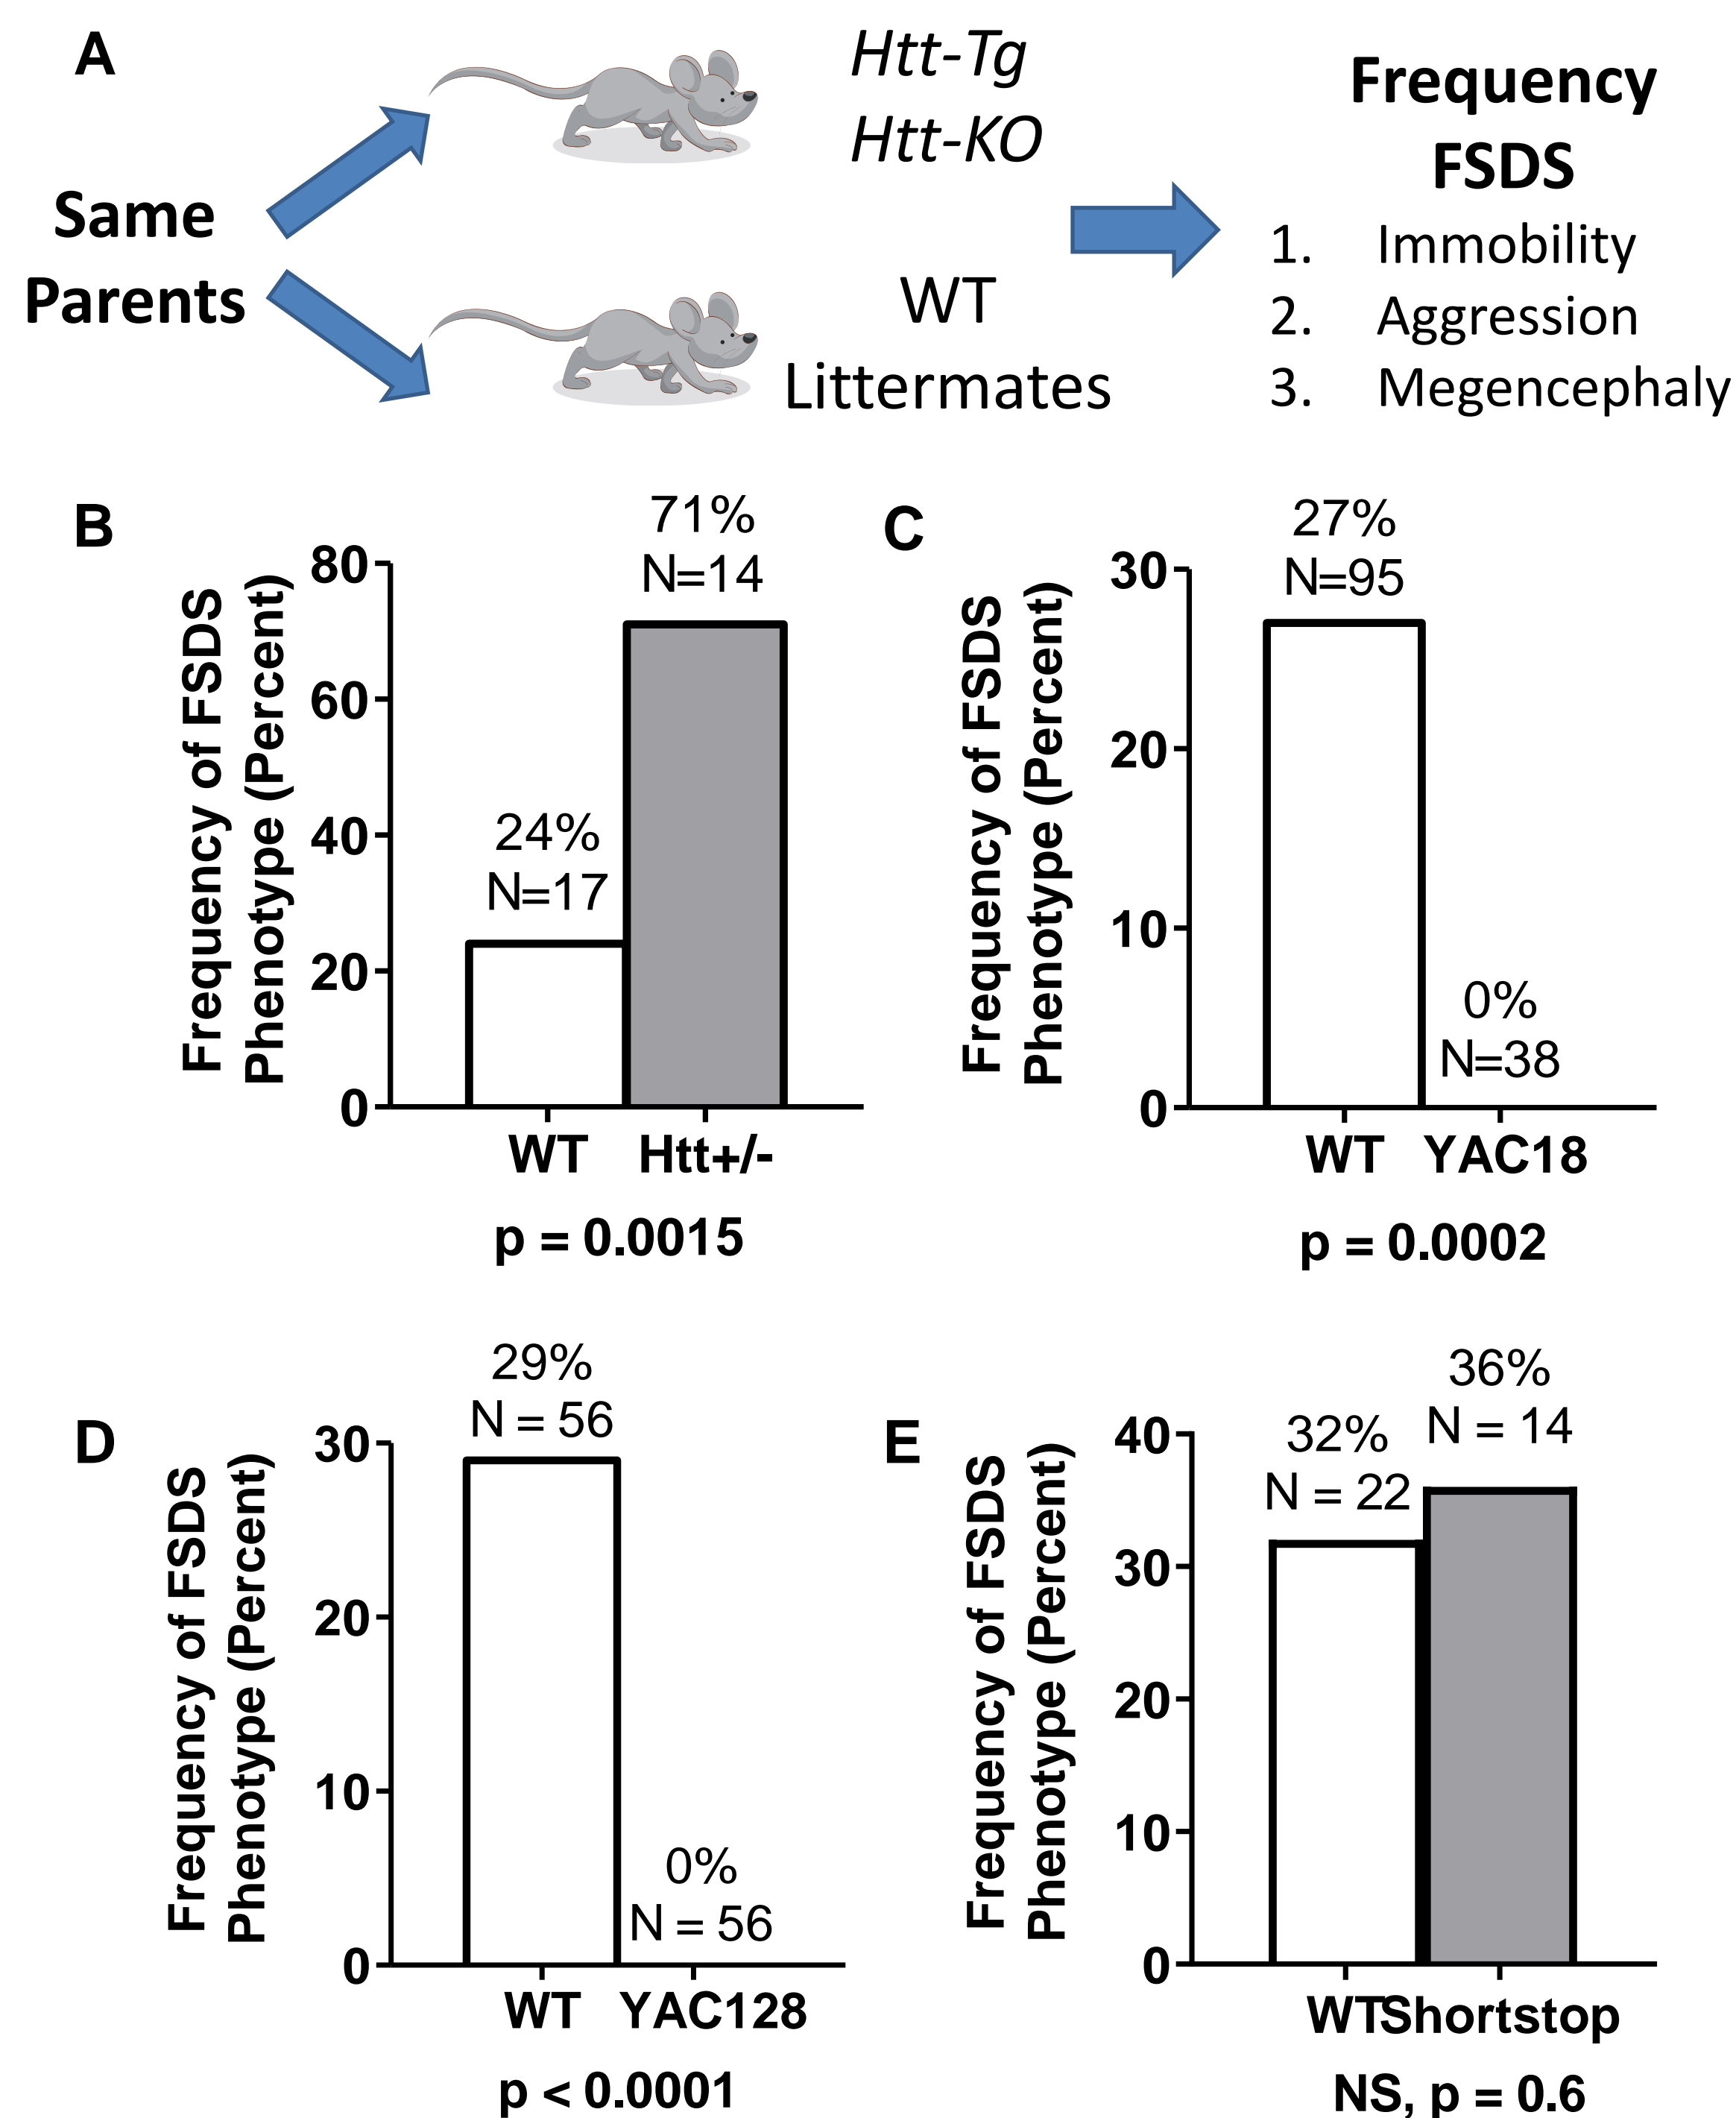 A
Same
Parents
Htt-Tg
Htt-KO
WT
Littermates
Frequency
FSDS
1. Immobility
2. Aggression
3. Megencephaly
B
Frequency of FSDS
Phenotype (Percent)
80
60
40
20
0
24%
N=17
71%
N=14
WT Htt+/-
p = 0.0015
C
Frequency of FSDS
Phenotype (Percent)
30
20
10
0
27%
N=95
0%
N=38
WT YAC18
p = 0.0002
D
Frequency of FSDS
Phenotype (Percent)
30
20
10
0
29%
N = 56
0%
N = 56
WT YAC128
p < 0.0001
E
Frequency of FSDS
Phenotype (Percent)
40
30
20
10
0
32%
N = 22
36%
N = 14
WT Shortstop
NS, p = 0.6